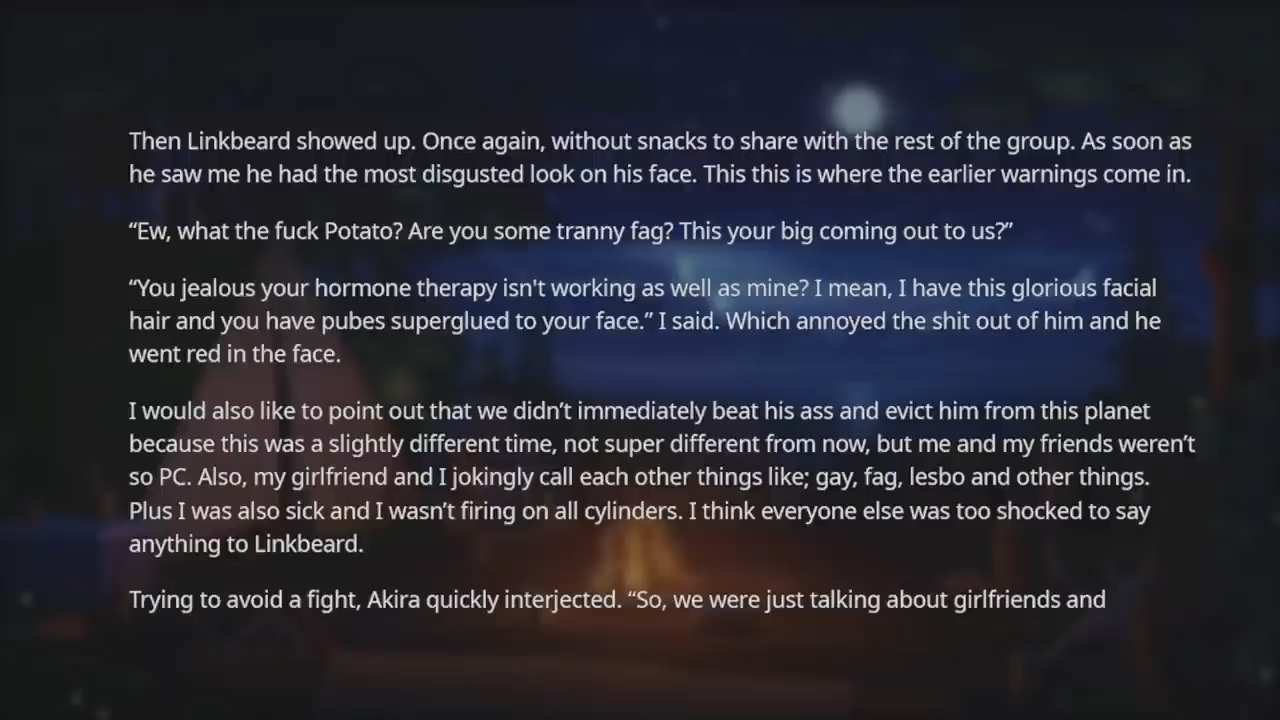 Then Linkbeard showed up. Once again, without snacks to share with the rest of the group. As soon as
he saw me he had the most disgusted look on his face. This this is where the earlier warnings come in.
“Ew, what the fuck Potato? Are you some tranny fag? This your big coming out to us?”
“You jealous your hormone therapy isn't working as well as mine? I mean, I have this glorious facial
hair and you have pubes superglued to your face.” I said. Which annoyed the shit out of him and he
went red in the face.
I would also like to point out that we didn’t immediately beat his ass and evict him from this planet
because this was a slightly different time, not super different from now, but me and my friends weren’t
so PC. Also, my girlfriend and I jokingly call each other things like; gay, fag, lesbo and other things.
Plus I was also sick and I wasn’t firing on all cylinders. I think everyone else was too shocked to say
anything to Linkbeard.
Trying to avoid a fight, Akira quickly interjected. “So, we were just talking about girlfriends and